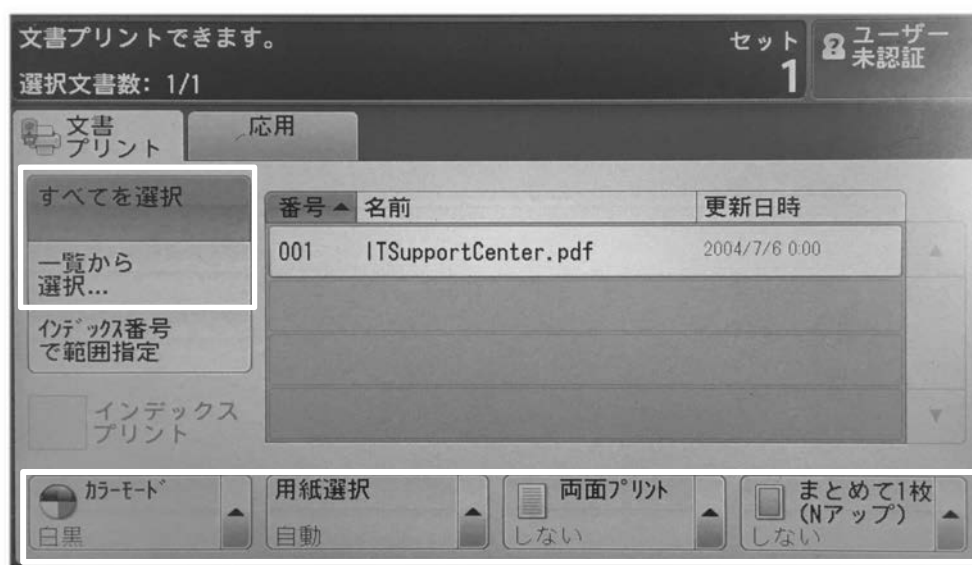 文書プリントできます。
セット
1
ユーザー
未認証
選択文書数: 1/1
文書
プリント
応用
すべてを選択
一覧から
選択...
インデックス番号
で範囲指定
インデックス
プリント
番号▲ 名前 更新日時
001 ITSupportCenter.pdf 2004/7/6 0:00
カラーモード
白黒
用紙選択
自動
両面プリント
しない
まとめて1枚
(Nアップ)
しない